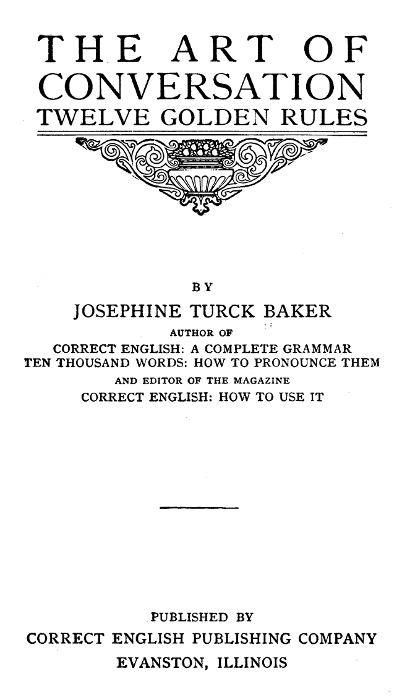 THE ART OF
CONVERSATION
TWELVE GOLDEN RULES
BY
JOSEPHINE TURCK BAKER
AUTHOR OF
CORRECT ENGLISH: A COMPLETE GRAMMAR
TEN THOUSAND WORDS: HOW TO PRONOUNCE THEM
AND EDITOR OF THE MAGAZINE
CORRECT ENGLISH: HOW TO USE IT
PUBLISHED BY
CORRECT ENGLISH PUBLISHING COMPANY
EVANSTON, ILLINOIS